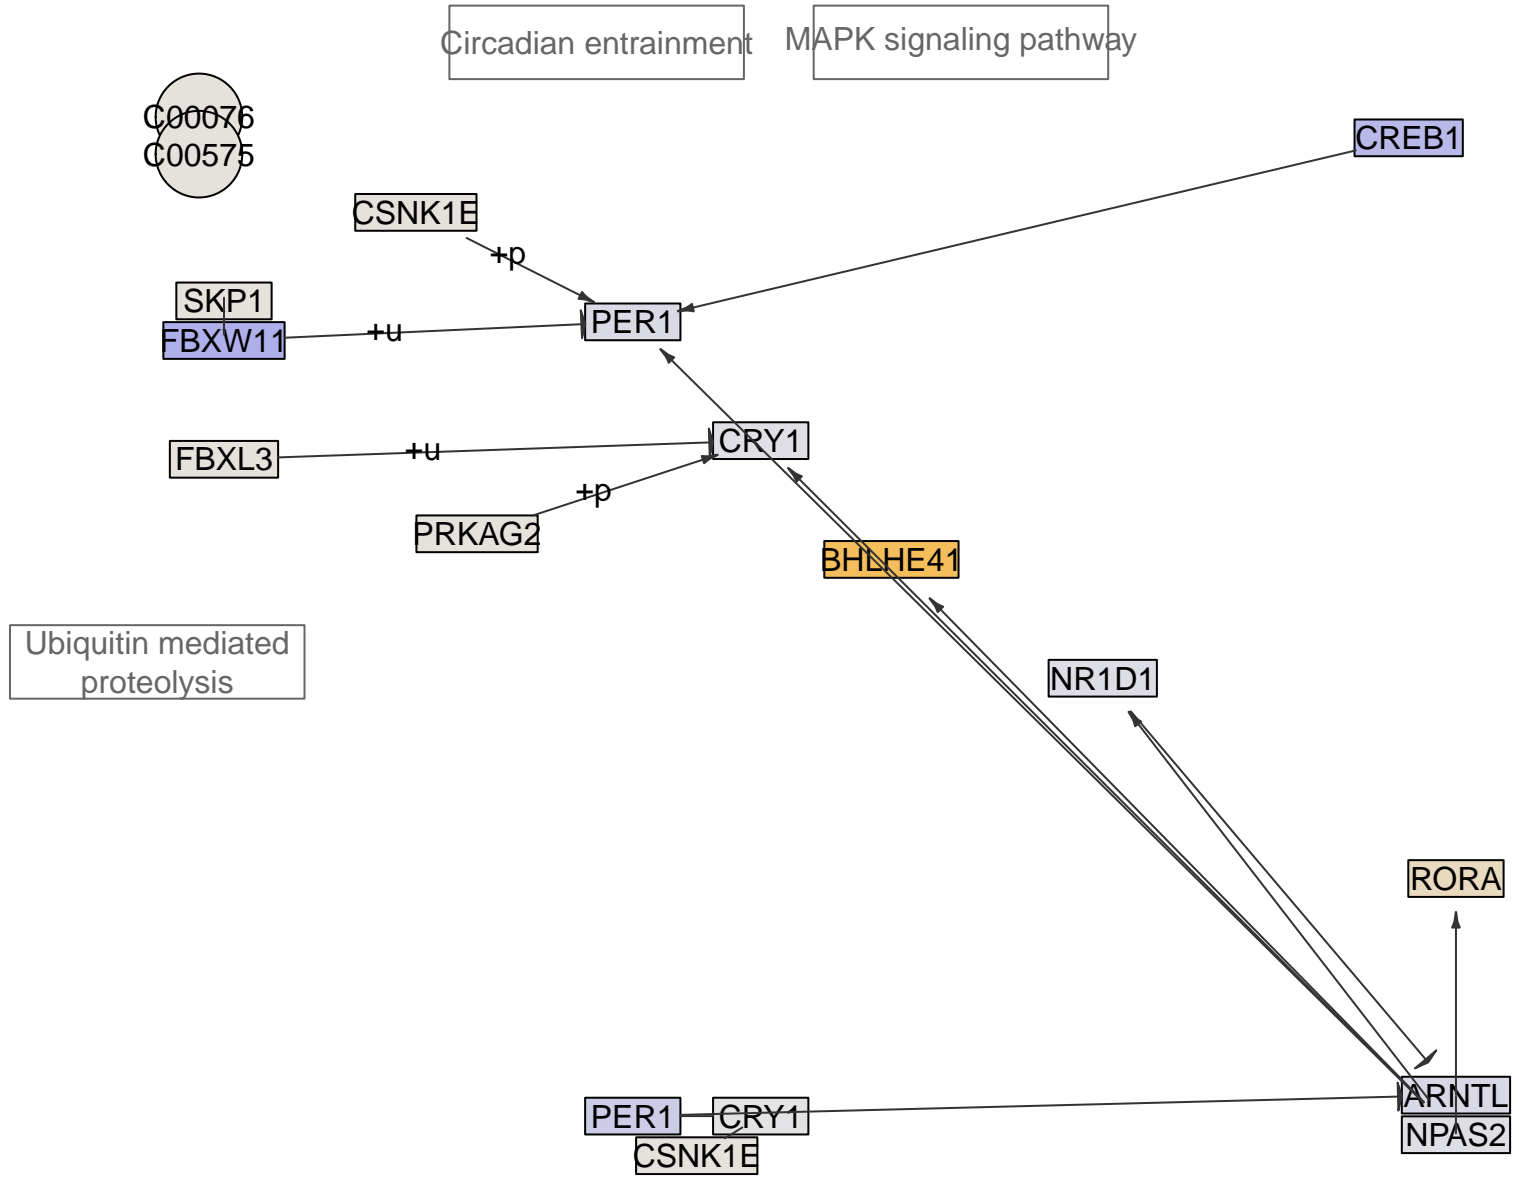 Circadian entrainment
MAPK signaling pathway
C00076
C00575
CREB1
CSNK1E
+p
SKP1
FBXW11
+u
PER1
FBXL3
+u
CRY1
PRKAG2
+p
BHLHE41
Ubiquitin mediated
proteolysis
NR1D1
RORA
ARNTL
NPAS2
PER1
CRY1
CSNK1E